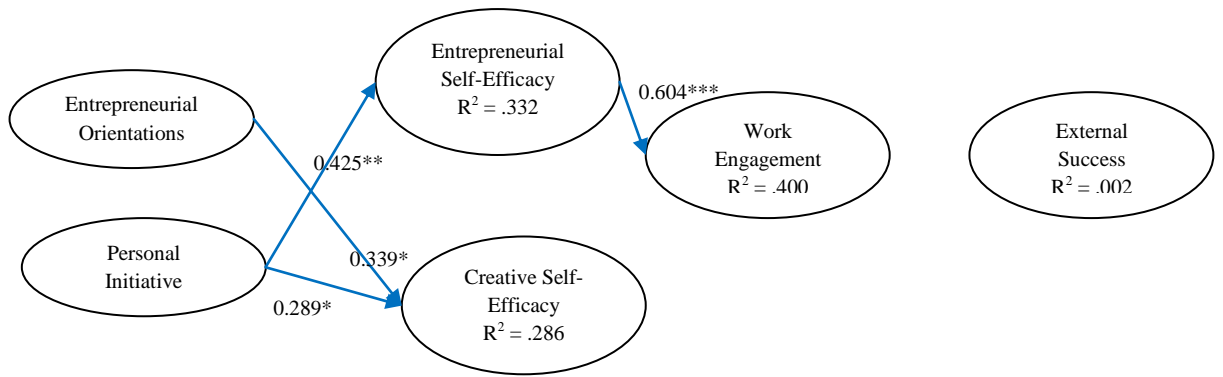 Entrepreneurial
Orientations
Personal
Initiative
Entrepreneurial
Self-Efficacy
R² = .332
0.425**
0.339*
0.289*
Creative Self-
Efficacy
R² = .286
0.604***
Work
Engagement
R² = .400
External
Success
R² = .002